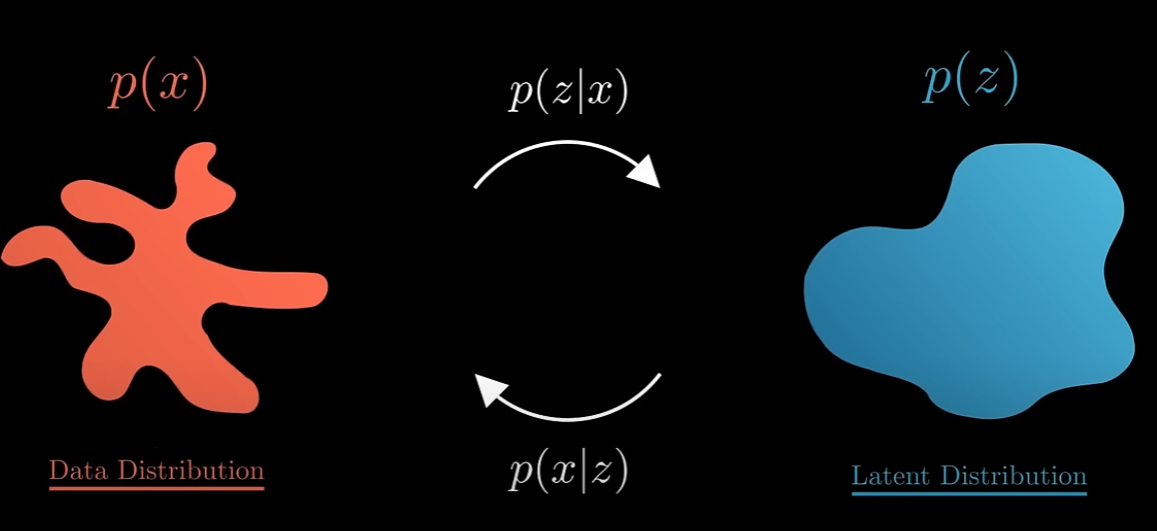 p(x)
p(z|x)
p(z)
p(x|z)
Data Distribution
Latent Distribution